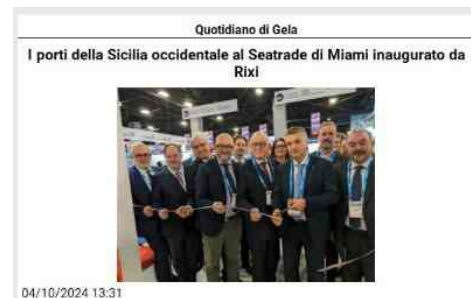 Quotidiano di Gela
I porti della Sicilia occidentale al Seatrade di Miami inaugurato da
Rixi
04/10/2024 13:31